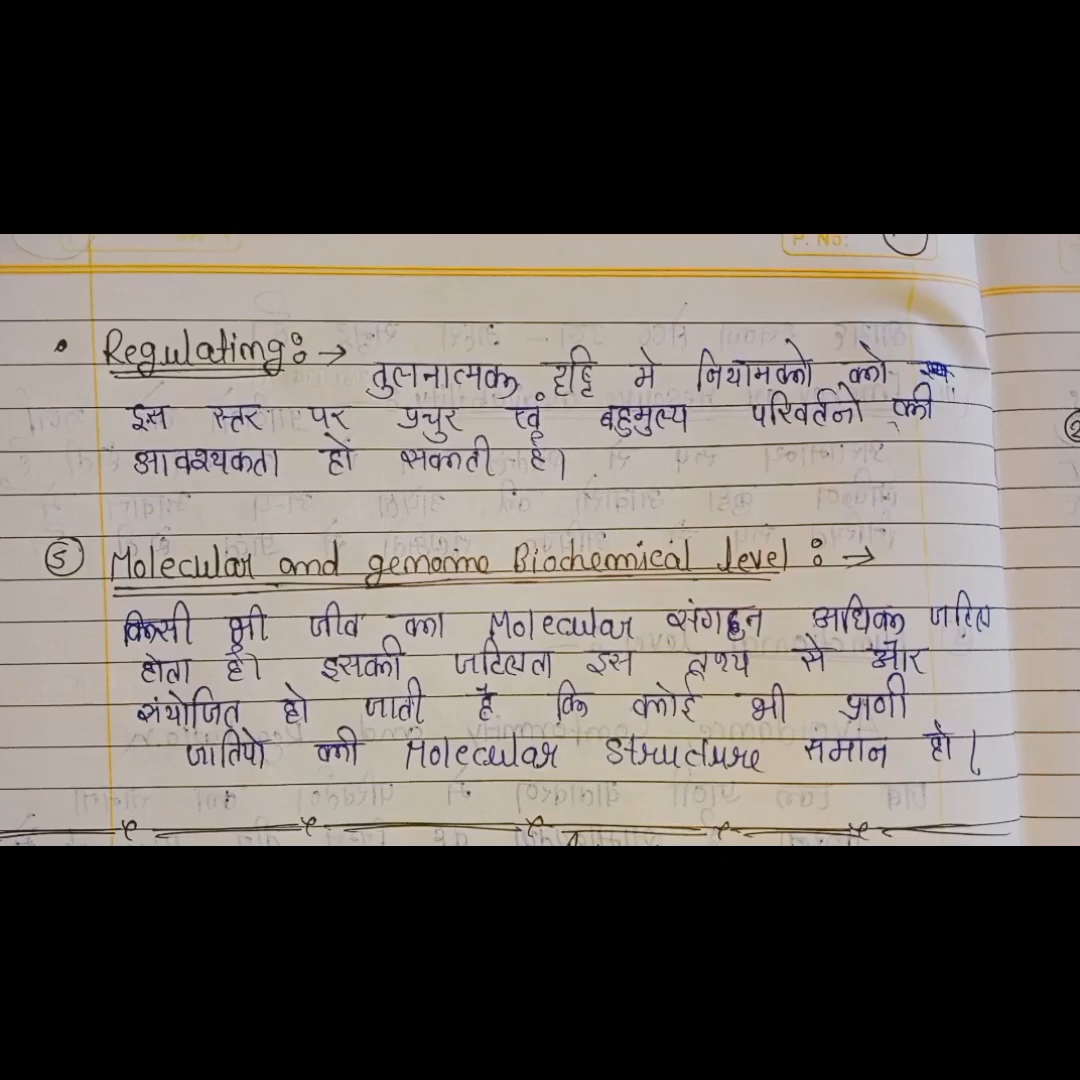 P. No:
• Regulating:→ तुलनात्मक दृष्टि मे नियामको को
इस स्तर पर प्रचुर एवं बहुमुल्य परिवर्तनो की
आवश्यकता हो सकती है।
⑤ Molecular and genome Biochemical level :→
किसी भी जीव का Molecular संगठन अधिक जटिल
होता है। इसकी जटिलता इस तथ्य से और
संयोजित हो जाती है कि कोई भी प्राणी
जातियो की Molecular Structure समान हो।